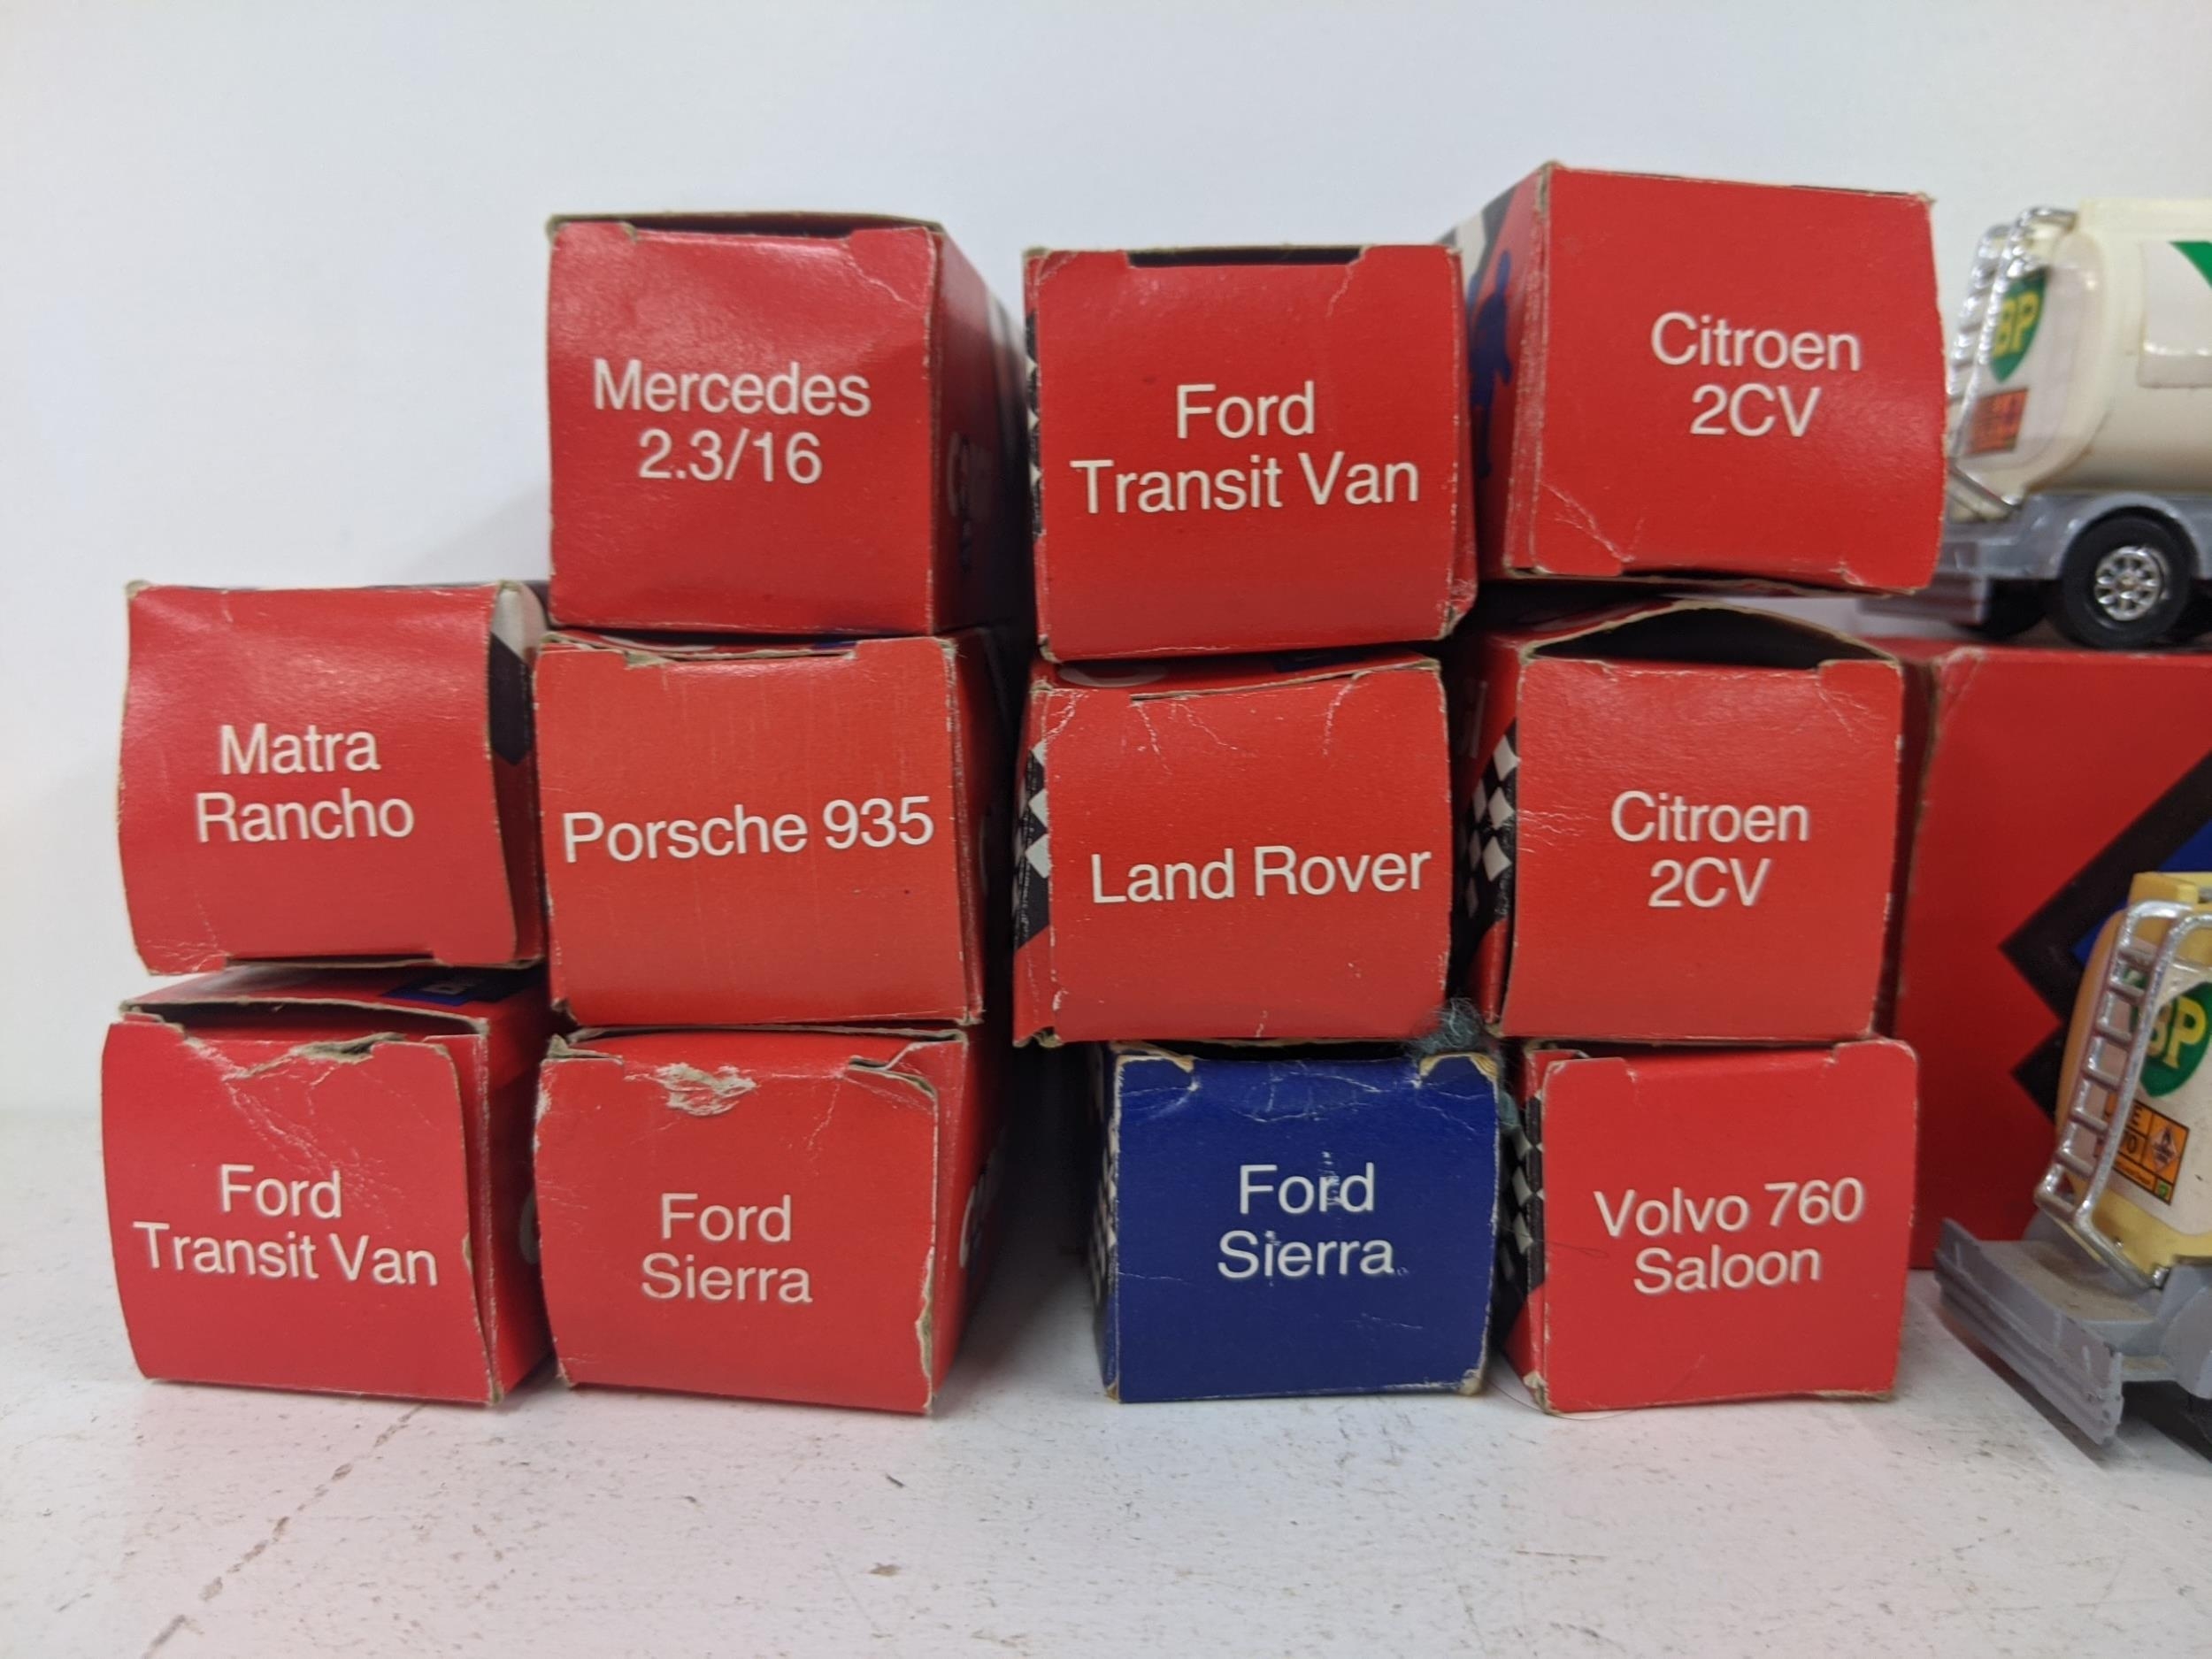 Mercedes
2.3/16
Ford
Transit Van
Citroen
2CV
BP
Matra
Rancho
Porsche 935
Land Rover
Citroen
2CV
Ford
Transit Van
Ford
Sierra
Ford
Sierra
Volvo 760
Saloon
BP